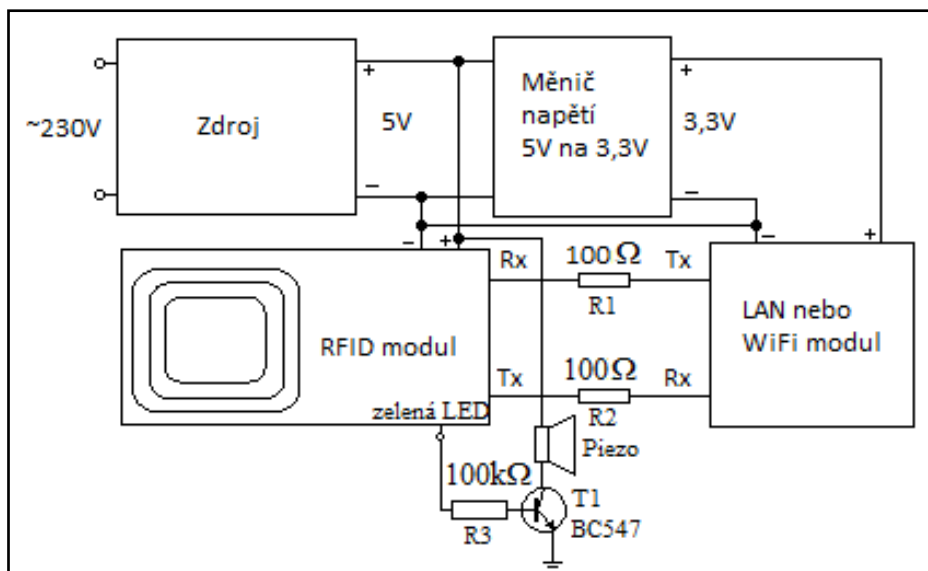 ~230V
Zdroj
+
5V
−
Měnič
napětí
5V na 3,3V
+
3,3V
−
− +
− +
RFID modul
Rx
100Ω
Tx
R1
LAN nebo
WiFi modul
Tx
100Ω
Rx
R2
zelená LED
Piezo
100kΩ
R3
T1
BC547